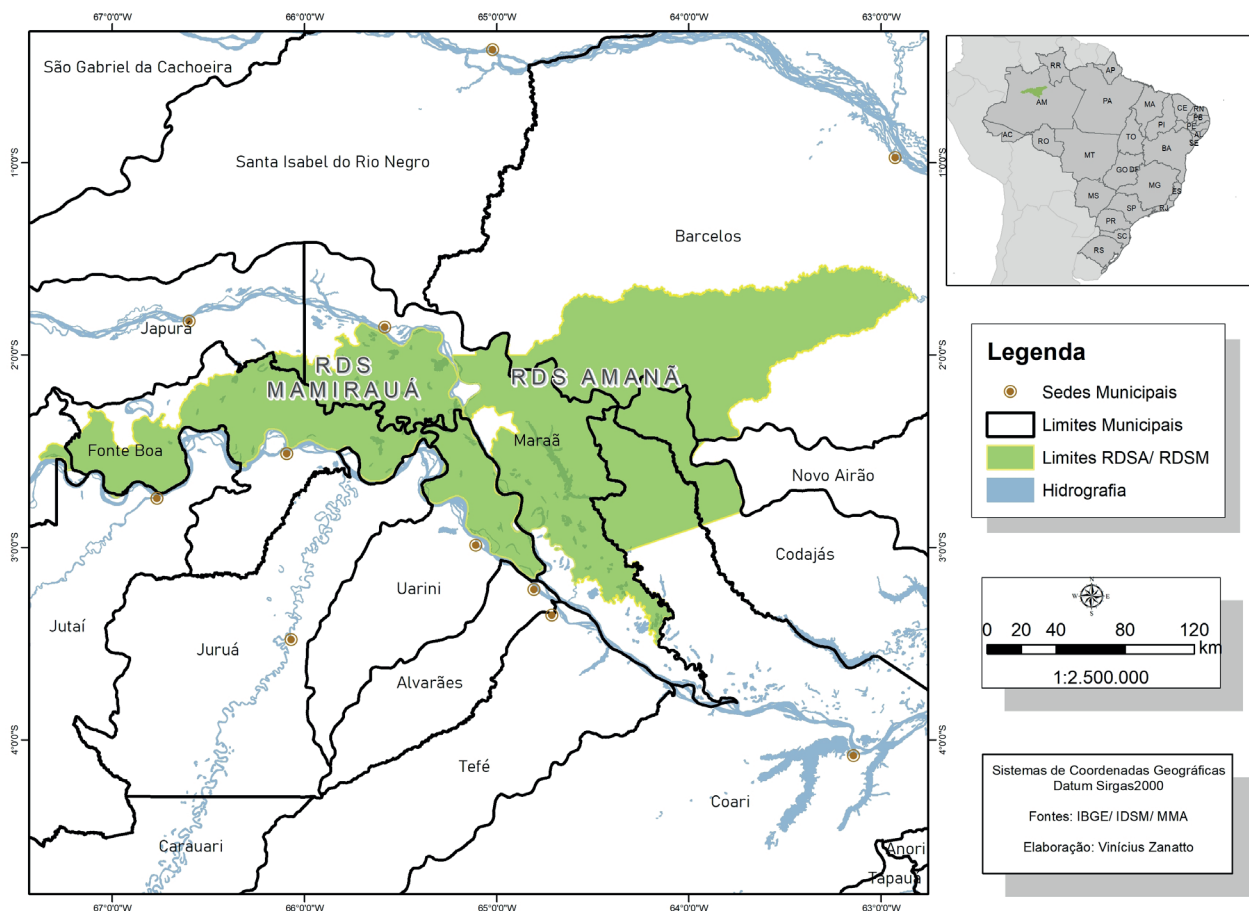 67°0'0"W 66°0'0"W 65°0'0"W 64°0'0"W 63°0'0"W
São Gabriel da Cachoeira
Santa Isabel do Rio Negro
1°0'0"S
1°0'0"S
Barcelos
Japurá
2°0'0"S
2°0'0"S
RDS
MAMIRAUÁ
RDS AMANÃ
Fonte Boa
Maraã
Novo Airão
3°0'0"S
3°0'0"S
Codajás
Uarini
Jutaí
Juruá
Alvarães
4°0'0"S
4°0'0"S
Tefé
Coari
Carauari
Anori
Tapauá
67°0'0"W 66°0'0"W 65°0'0"W 64°0'0"W 63°0'0"W
RR
AP
AM
PA
MA
CE
RN
PB
PE
PI
AC
RO
TO
AL
SE
MT
BA
GO DF
MG
ES
MS
SP
RJ
PR
SC
RS
Legenda
Sedes Municipais
Limites Municipais
Limites RDSA/ RDSM
Hidrografia
N
W E
S
0 20 40 80 120
km
1:2.500.000
Sistemas de Coordenadas Geográficas
Datum Sirgas2000
Fontes: IBGE/ IDSM/ MMA
Elaboração: Vinícius Zanatto